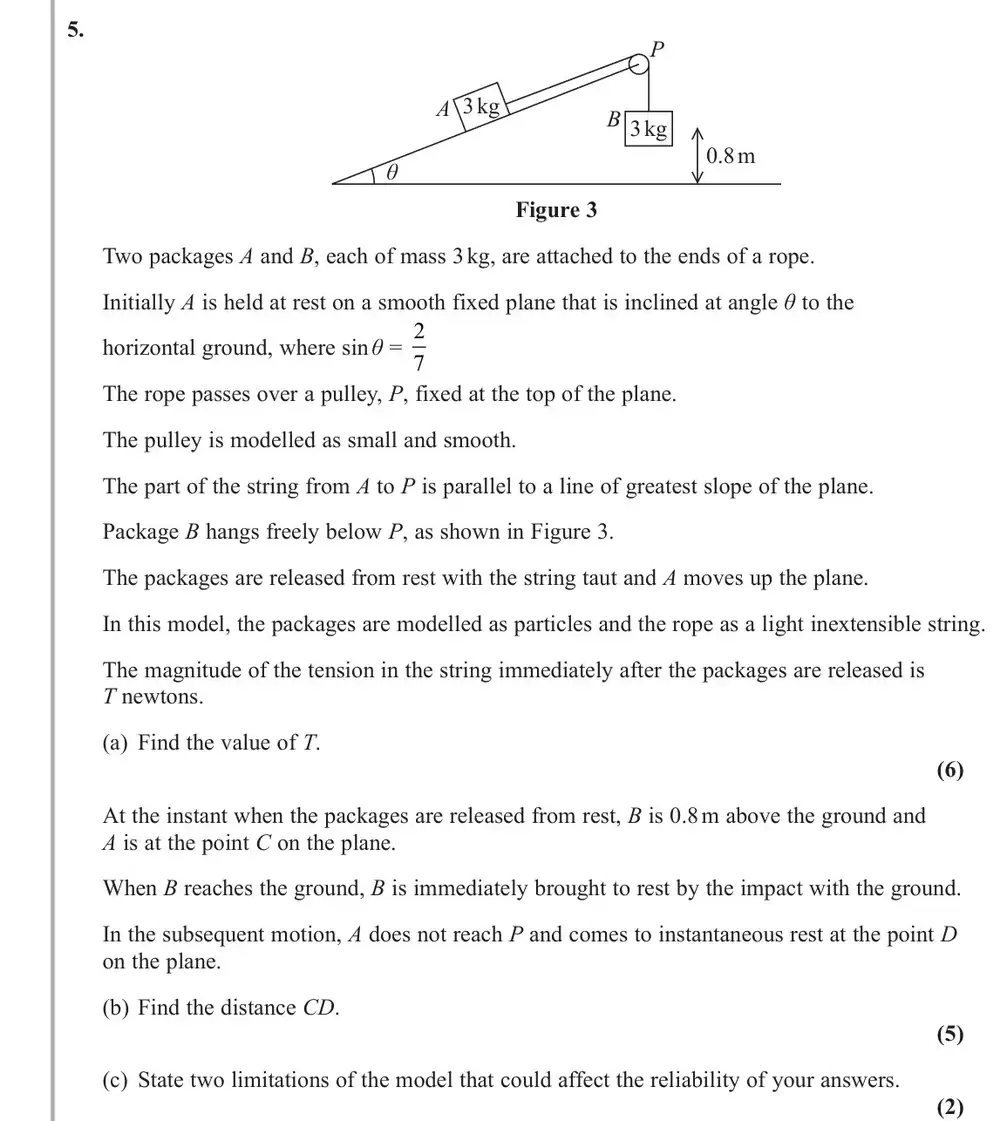 5.
P
A
3 kg
B
3 kg
0.8 m
θ
Figure 3
Two packages A and B, each of mass 3 kg, are attached to the ends of a rope.
Initially A is held at rest on a smooth fixed plane that is inclined at angle θ to the
horizontal ground, where sin θ = 2/7
The rope passes over a pulley, P, fixed at the top of the plane.
The pulley is modelled as small and smooth.
The part of the string from A to P is parallel to a line of greatest slope of the plane.
Package B hangs freely below P, as shown in Figure 3.
The packages are released from rest with the string taut and A moves up the plane.
In this model, the packages are modelled as particles and the rope as a light inextensible string.
The magnitude of the tension in the string immediately after the packages are released is
T newtons.
(a) Find the value of T.
(6)
At the instant when the packages are released from rest, B is 0.8 m above the ground and
A is at the point C on the plane.
When B reaches the ground, B is immediately brought to rest by the impact with the ground.
In the subsequent motion, A does not reach P and comes to instantaneous rest at the point D
on the plane.
(b) Find the distance CD.
(5)
(c) State two limitations of the model that could affect the reliability of your answers.
(2)